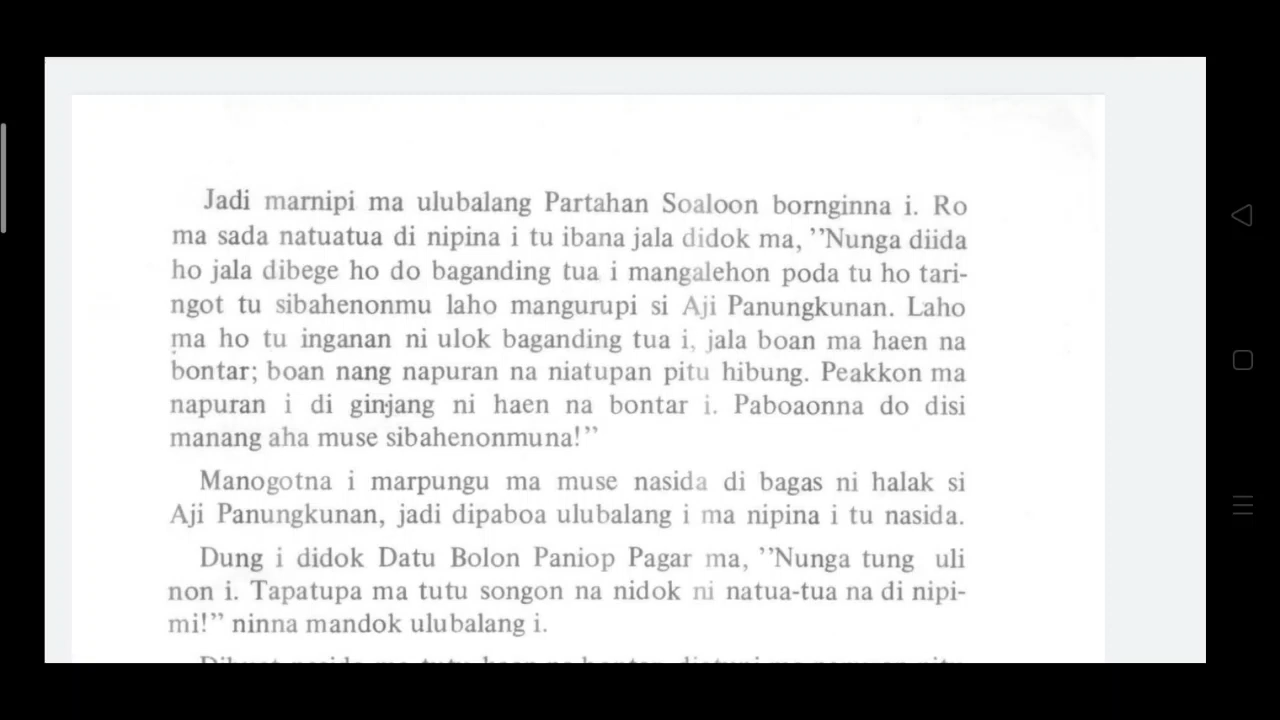 Jadi marnipi ma ulubalang Partahan Soaloon bornginna i. Ro
ma sada natuatua di nipina i tu ibana jala didok ma, ’’Nunga diida
ho jala dibege ho do baganding tua i mangalehon poda tu ho tari-
ngot tu sibahenonmu laho mangurupi si Aji Panungkunan. Laho
ma ho tu inganan ni ulok baganding tua i, jala boan ma haen na
bontar; boan nang napuran na niatupan pitu hibung. Peakkon ma
napuran i di ginjang ni haen na bontar i. Paboaonna do disi
manang aha muse sibahenonmuna!’’
Manogotna i marpungu ma muse nasida di bagas ni halak si
Aji Panungkunan, jadi dipaboa ulubalang i ma nipina i tu nasida.
Dung i didok Datu Bolon Paniop Pagar ma, ’’Nunga tung uli
non i. Tapatupa ma tutu songon na nidok ni natua-tua na di nipi-
mi!’’ ninna mandok ulubalang i.